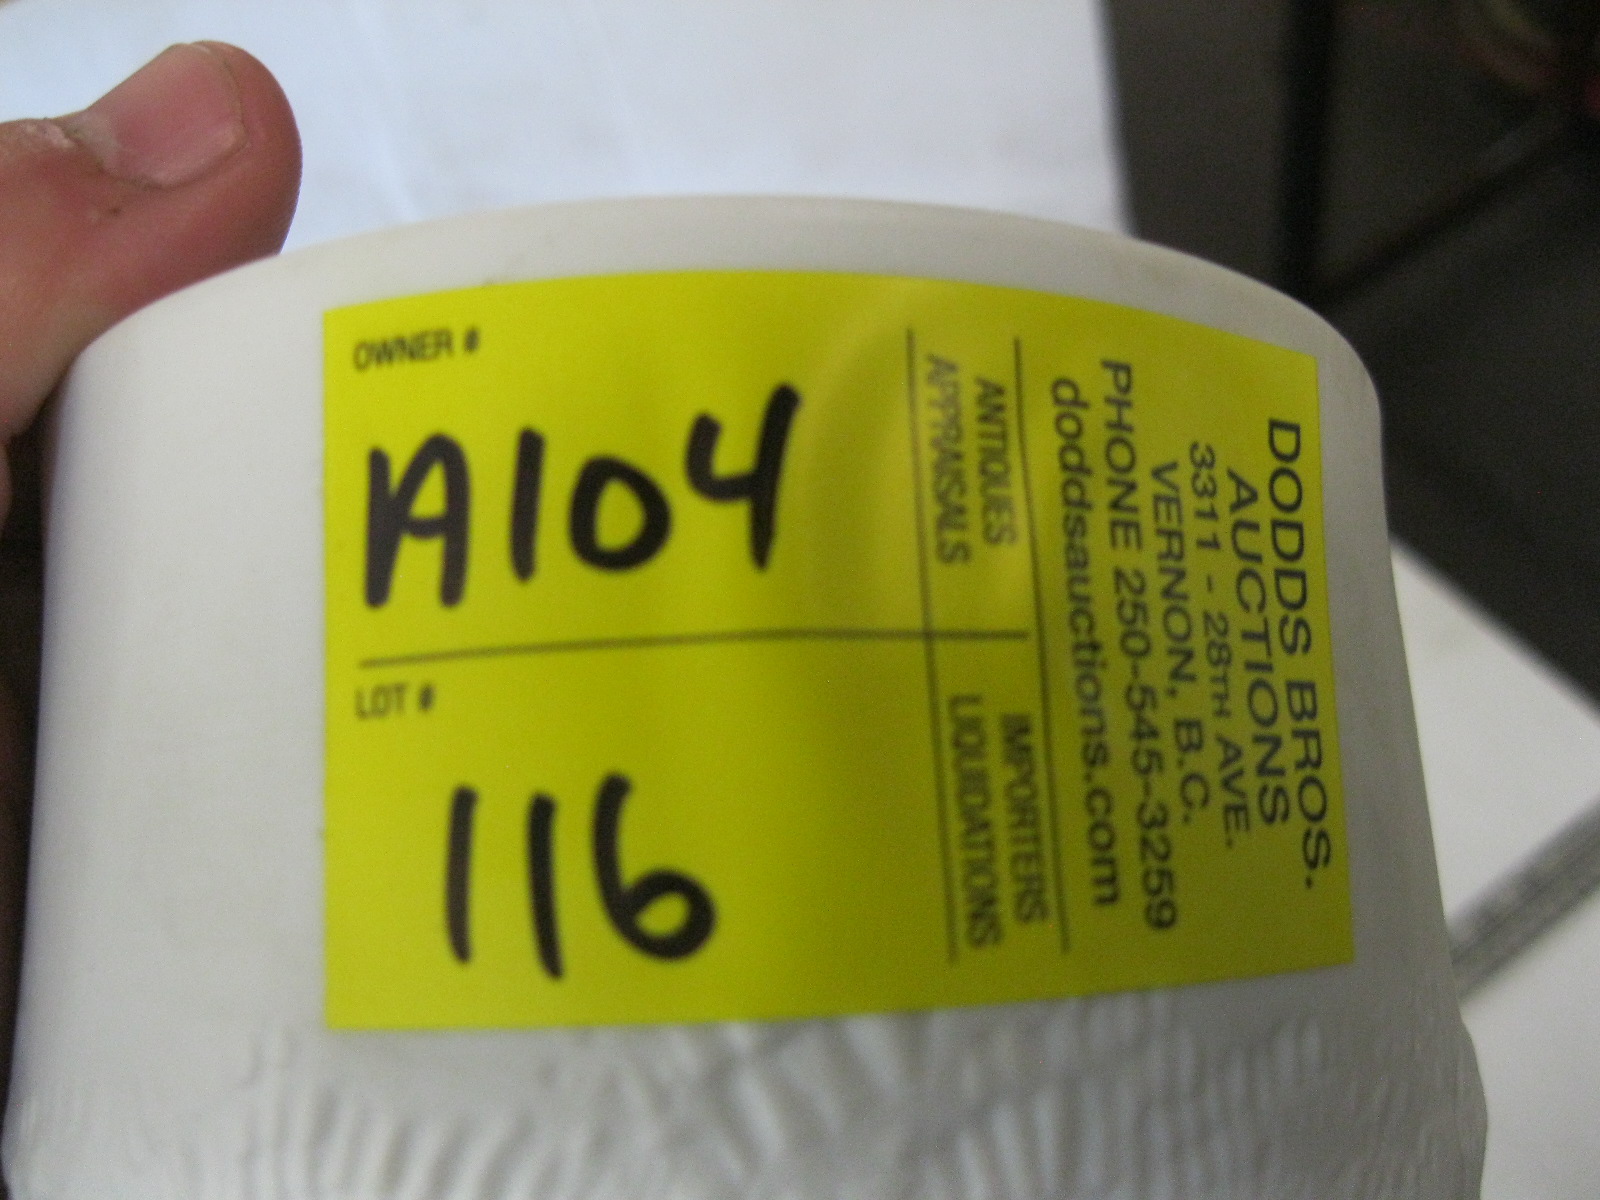 OWNER #
A104
LOT #
116
DODDS BROS.
AUCTIONS
3311 - 28TH AVE.
VERNON, B.C.
PHONE 250-545-3259
doddsauctions.com
ANTIQUES
APPRAISALS
IMPORTERS
LIQUIDATIONS